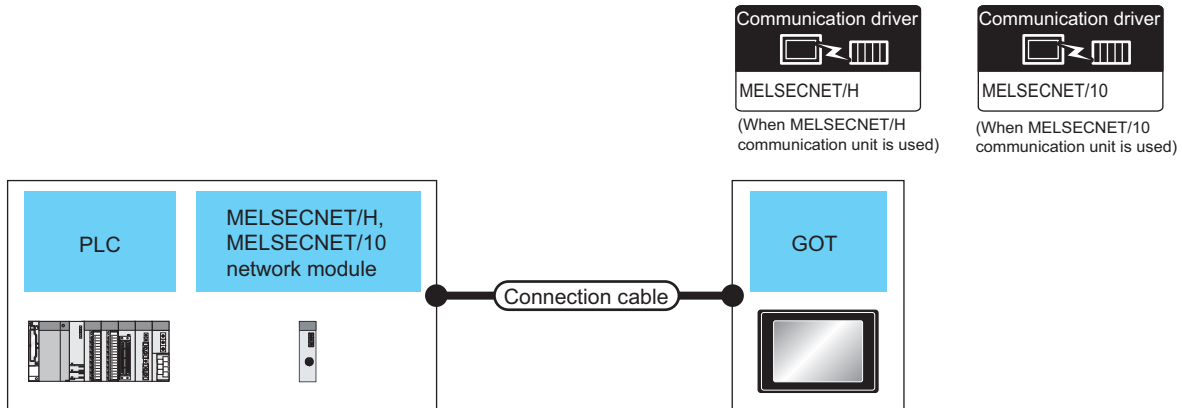 Communication driver
MELSECNET/H
(When MELSECNET/H
communication unit is used)
Communication driver
MELSECNET/10
(When MELSECNET/10
communication unit is used)
PLC
MELSECNET/H,
MELSECNET/10
network module
Connection cable
GOT